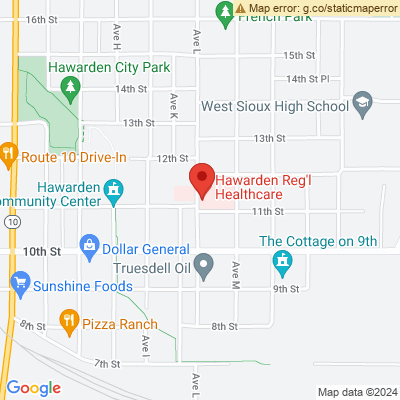 Map error: g.co/staticmaperror
French Park
16th St
Ave H
Ave L
15th St
Hawarden City Park
14th St Pl
14th St
Ave K
West Sioux High School
13th St
13th St
12th St
Route 10 Drive-In
Hawarden Reg'l
Healthcare
Hawarden
ommunity Center
11th St
10
10th St
Dollar General
The Cottage on 9th
Truesdell Oil
Ave M
Sunshine Foods
9th St
8th St
Pizza Ranch
8th St
Ave I
7th St
Ave L
Google
Map data ©2024